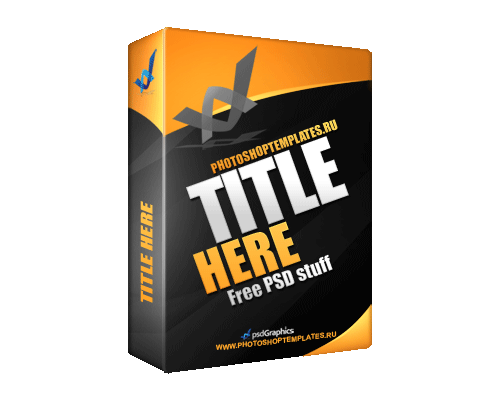 PHOTOSHOPTEMPLATES.RU
TITLE
HERE
Free PSD stuff
psdGraphics
WWW.PHOTOSHOPTEMPLATES.RU
TITLE HERE